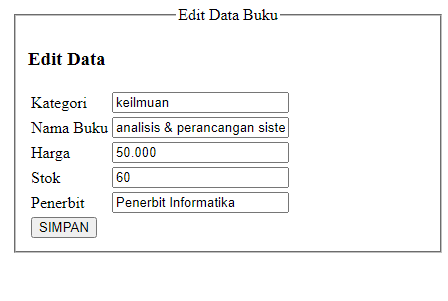 Edit Data Buku
Edit Data
Kategori keilmuan
Nama Buku analisis & perancangan siste
Harga 50.000
Stok 60
Penerbit Penerbit Informatika
SIMPAN